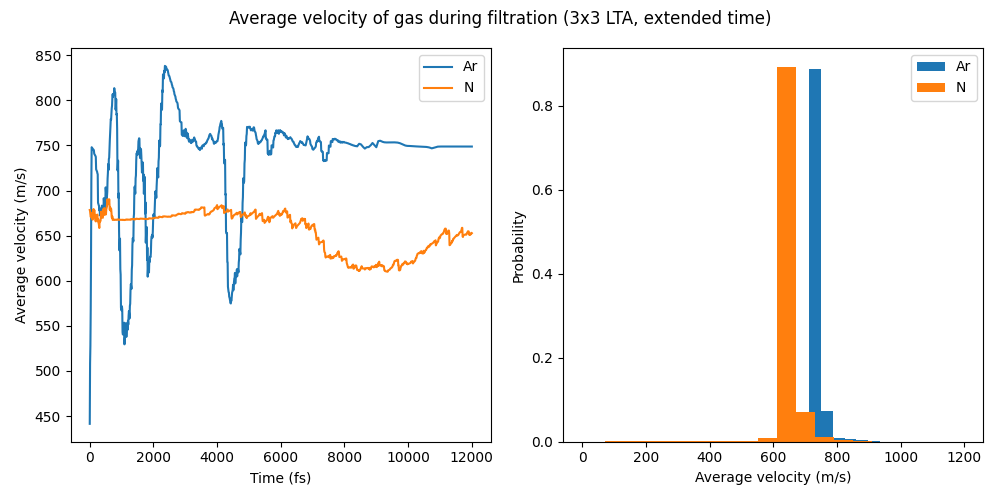 Average velocity of gas during filtration (3x3 LTA, extended time)
Average velocity (m/s)
850
800
750
700
650
600
550
500
450
0 2000 4000 6000 8000 10000 12000
Time (fs)
Ar
N
Probability
0.8
0.6
0.4
0.2
0.0
0 200 400 600 800 1000 1200
Average velocity (m/s)
Ar
N